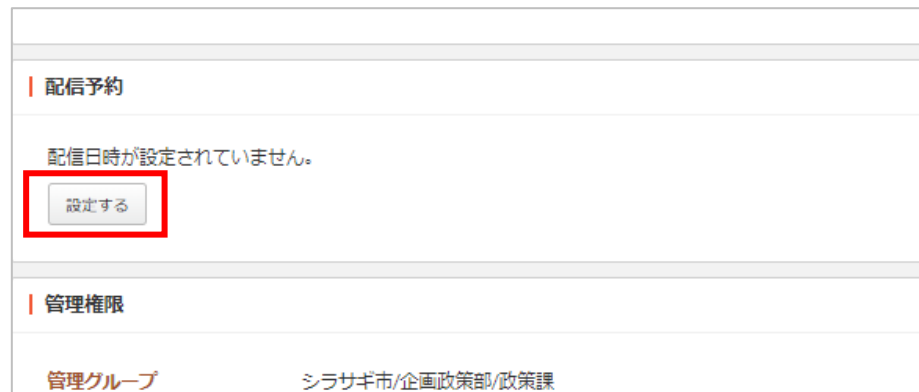 配信予約
配信日時が設定されていません。
設定する
管理権限
管理グループ シラサギ市/企画政策部/政策課